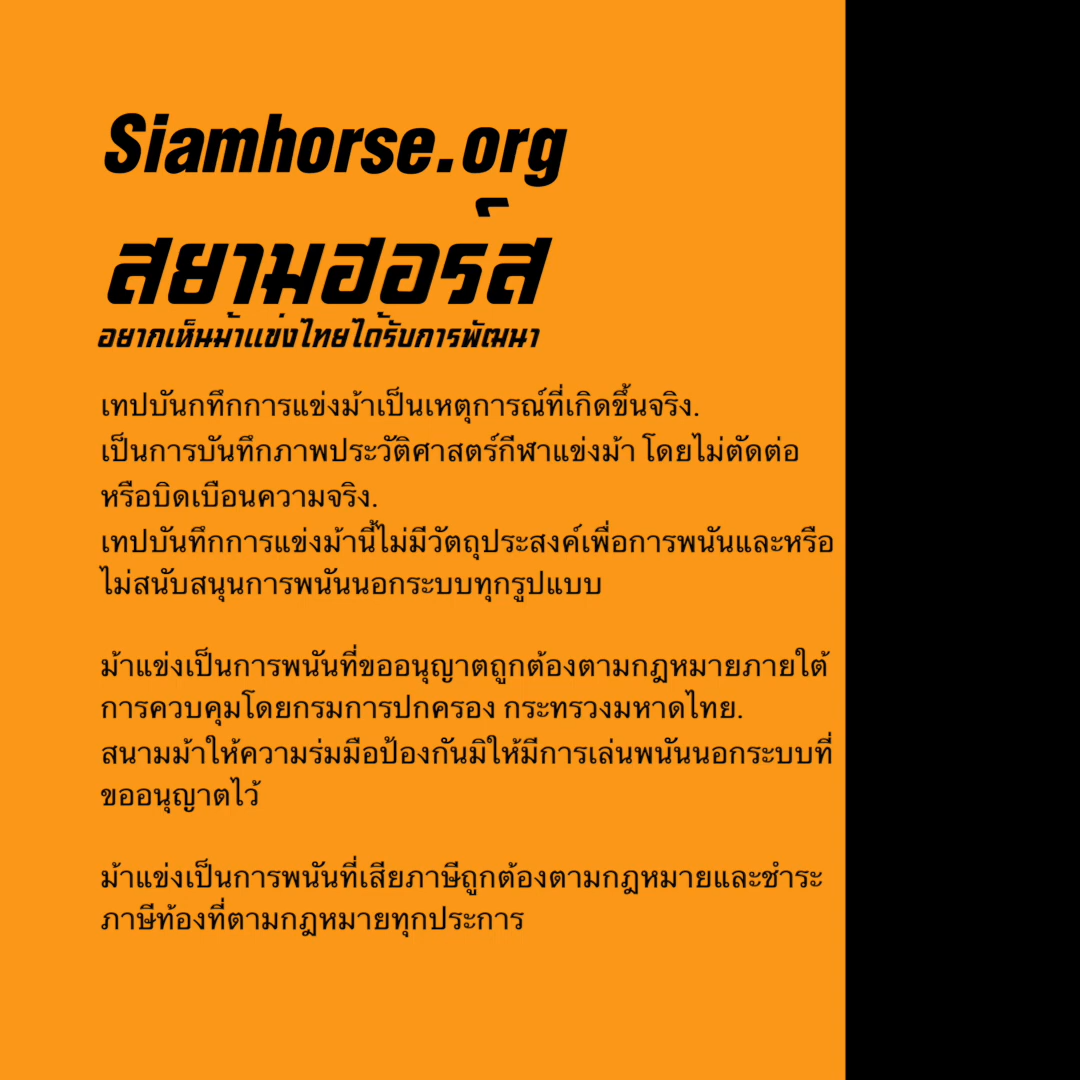 Siamhorse.org
สยามฮอร์ส
อยากเห็นม้าแข่งไทยได้รับการพัฒนา
เทปบันกทึกการแข่งม้าเป็นเหตุการณ์ที่เกิดขึ้นจริง.
เป็นการบันทึกภาพประวัติศาสตร์กีฬาแข่งม้า โดยไม่ตัดต่อ
หรือบิดเบือนความจริง.
เทปบันทึกการแข่งม้านี้ไม่มีวัตถุประสงค์เพื่อการพนันและหรือ
ไม่สนับสนุนการพนันนอกระบบทุกรูปแบบ
ม้าแข่งเป็นการพนันที่ขออนุญาตถูกต้องตามกฎหมายภายใต้
การควบคุมโดยกรมการปกครอง กระทรวงมหาดไทย.
สนามม้าให้ความร่มมือป้องกันมิให้มีการเล่นพนันนอกระบบที่
ขออนุญาตไว้
ม้าแข่งเป็นการพนันที่เสียภาษีถูกต้องตามกฎหมายและชำระ
ภาษีท้องที่ตามกฎหมายทุกประการ